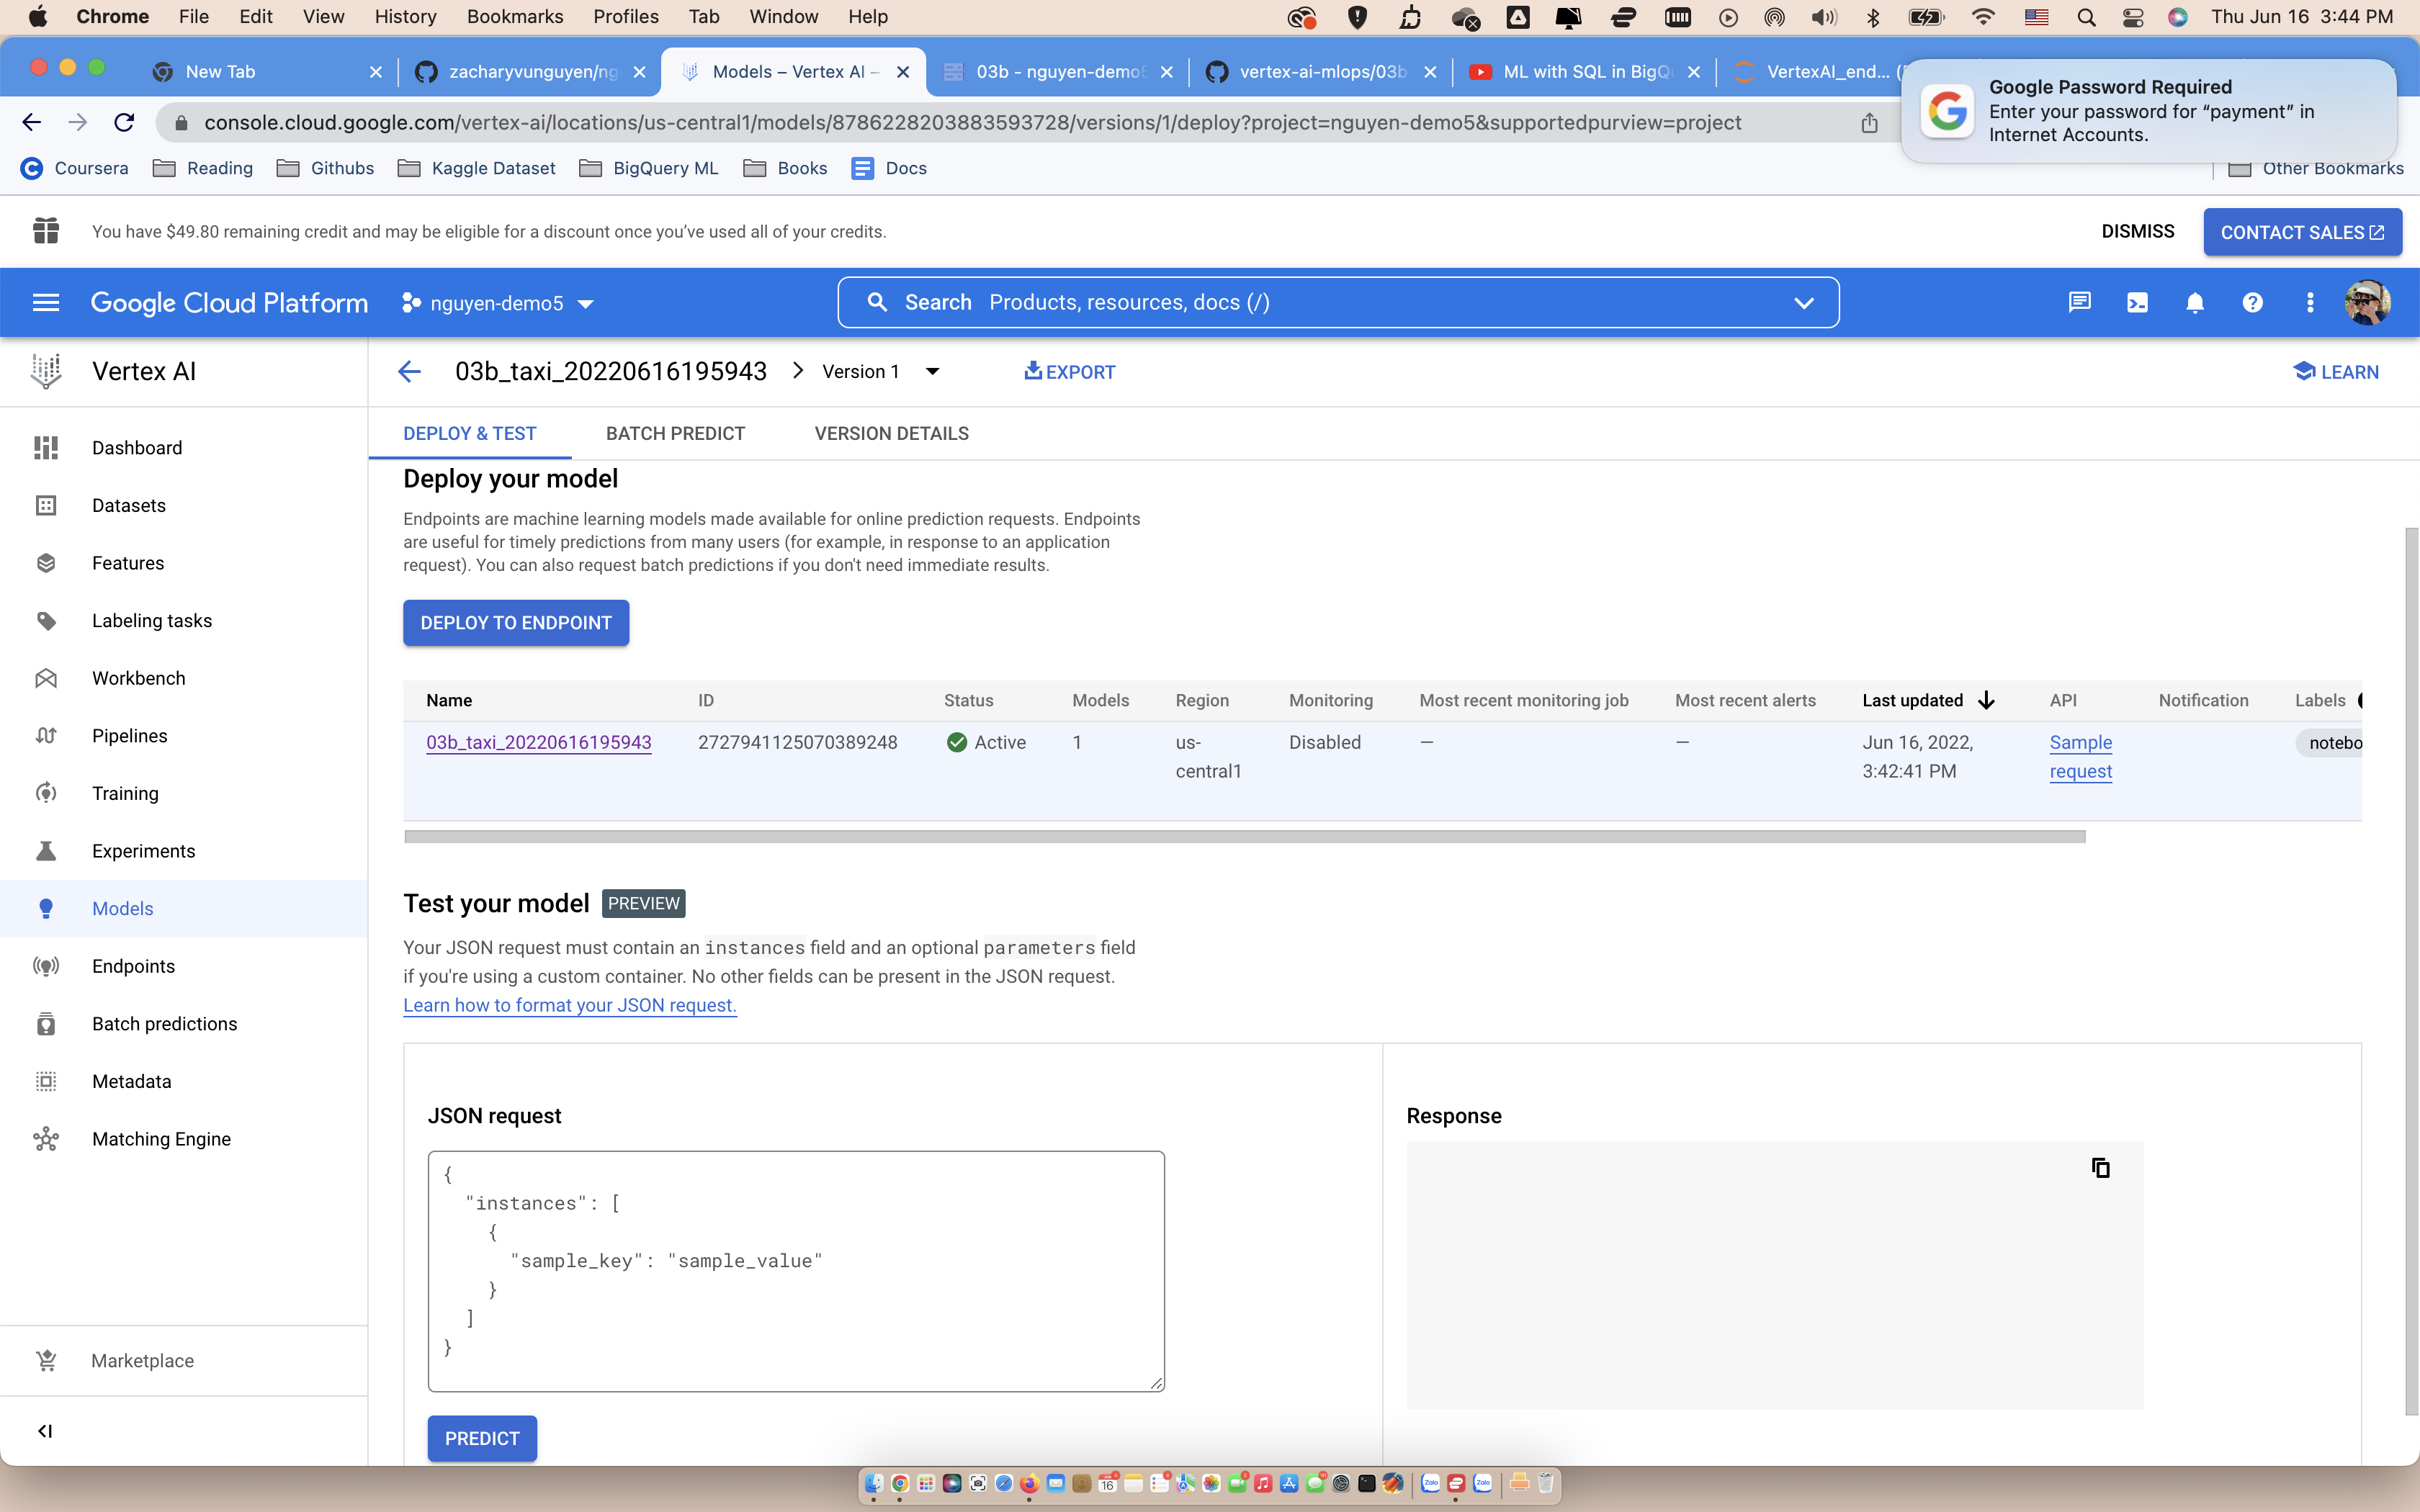 Chrome File Edit View History Bookmarks Profiles Tab Window Help Thu Jun 16 3:44 PM
New Tab zacharyvunguyen/ng Models – Vertex AI – 03b - nguyen-demo5 vertex-ai-mlops/03b ML with SQL in BigQ VertexAI_end... (
Google Password Required
Enter your password for “payment” in
Internet Accounts.
console.cloud.google.com/vertex-ai/locations/us-central1/models/8786228203883593728/versions/1/deploy?project=nguyen-demo5&supportedpurview=project
Coursera Reading Githubs Kaggle Dataset BigQuery ML Books Docs Other Bookmarks
You have $49.80 remaining credit and may be eligible for a discount once you’ve used all of your credits. DISMISS CONTACT SALES
Google Cloud Platform nguyen-demo5 Search Products, resources, docs (/)
Vertex AI 03b_taxi_20220616195943 Version 1 EXPORT LEARN
DEPLOY & TEST BATCH PREDICT VERSION DETAILS
Dashboard
Datasets
Features
Labeling tasks
Workbench
Pipelines
Training
Experiments
Models
Endpoints
Batch predictions
Metadata
Matching Engine
Marketplace
Deploy your model
Endpoints are machine learning models made available for online prediction requests. Endpoints
are useful for timely predictions from many users (for example, in response to an application
request). You can also request batch predictions if you don't need immediate results.
DEPLOY TO ENDPOINT
Name ID Status Models Region Monitoring Most recent monitoring job Most recent alerts Last updated API Notification Labels
03b_taxi_20220616195943 2727941125070389248 Active 1 us- Disabled — — Jun 16, 2022, Sample notebo
central1 3:42:41 PM request
Test your model PREVIEW
Your JSON request must contain an instances field and an optional parameters field
if you're using a custom container. No other fields can be present in the JSON request.
Learn how to format your JSON request.
JSON request
{
"instances": [
{
"sample_key": "sample_value"
}
]
}
PREDICT
Response
16
Zalo
Zalo